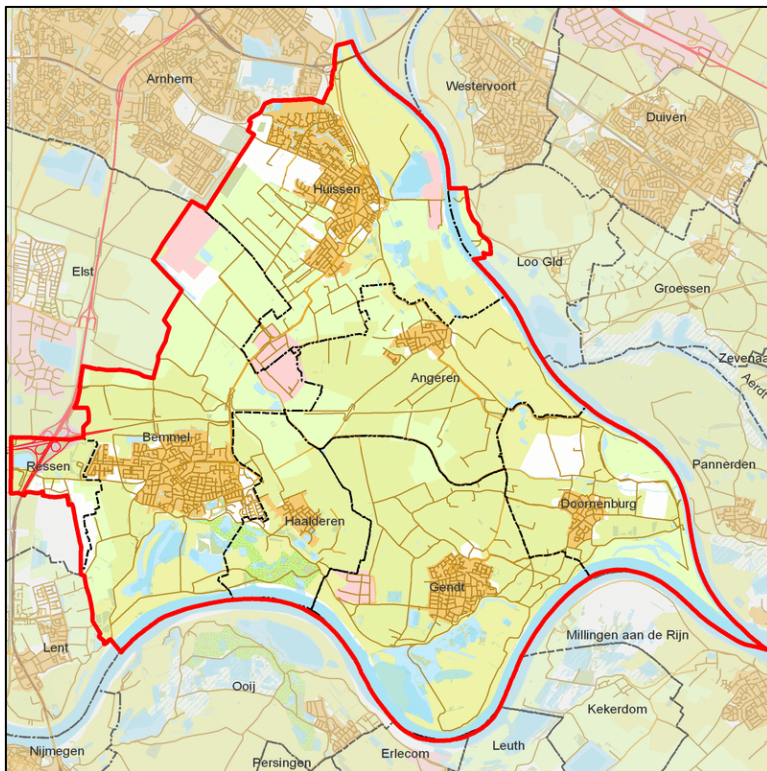 Arnhem
Westervoort
Duiven
Huissen
Elst
Loo Gld
Groessen
Zevenaa
Angeren
Aerdt
Bemmel
Ressen
Pannerden
Doornenburg
Haalderen
Gendt
Millingen aan de Rijn
Lent
Ooij
Kekerdom
Nijmegen
Persingen
Erlecom
Leuth